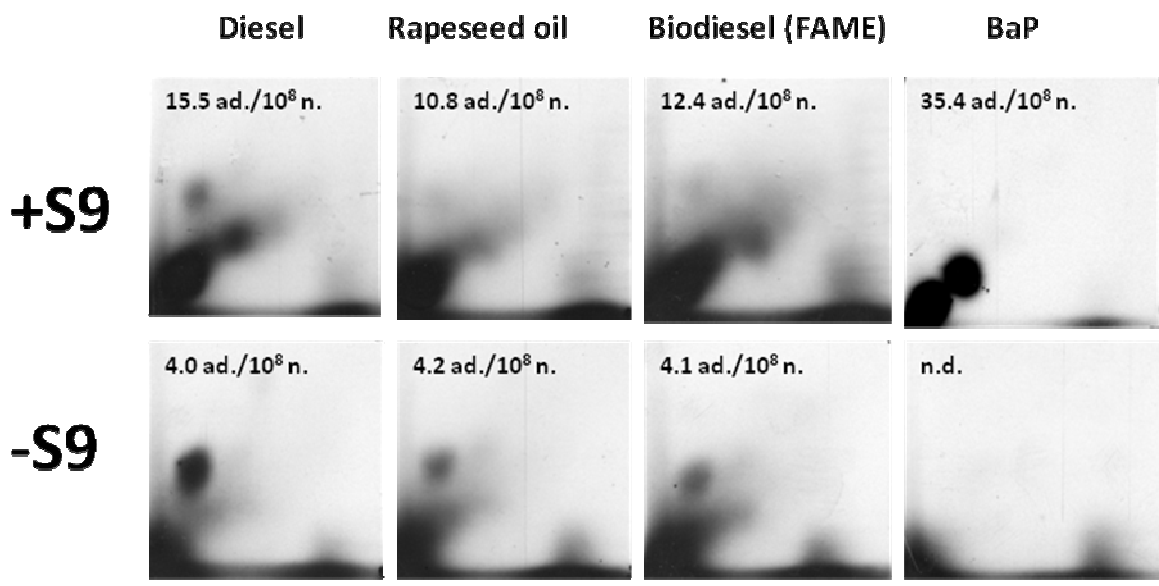 Diesel Rapeseed oil Biodiesel (FAME) BaP
+S9
15.5 ad./10⁸ n. 10.8 ad./10⁸ n. 12.4 ad./10⁸ n. 35.4 ad./10⁸ n.
-S9
4.0 ad./10⁸ n. 4.2 ad./10⁸ n. 4.1 ad./10⁸ n. n.d.